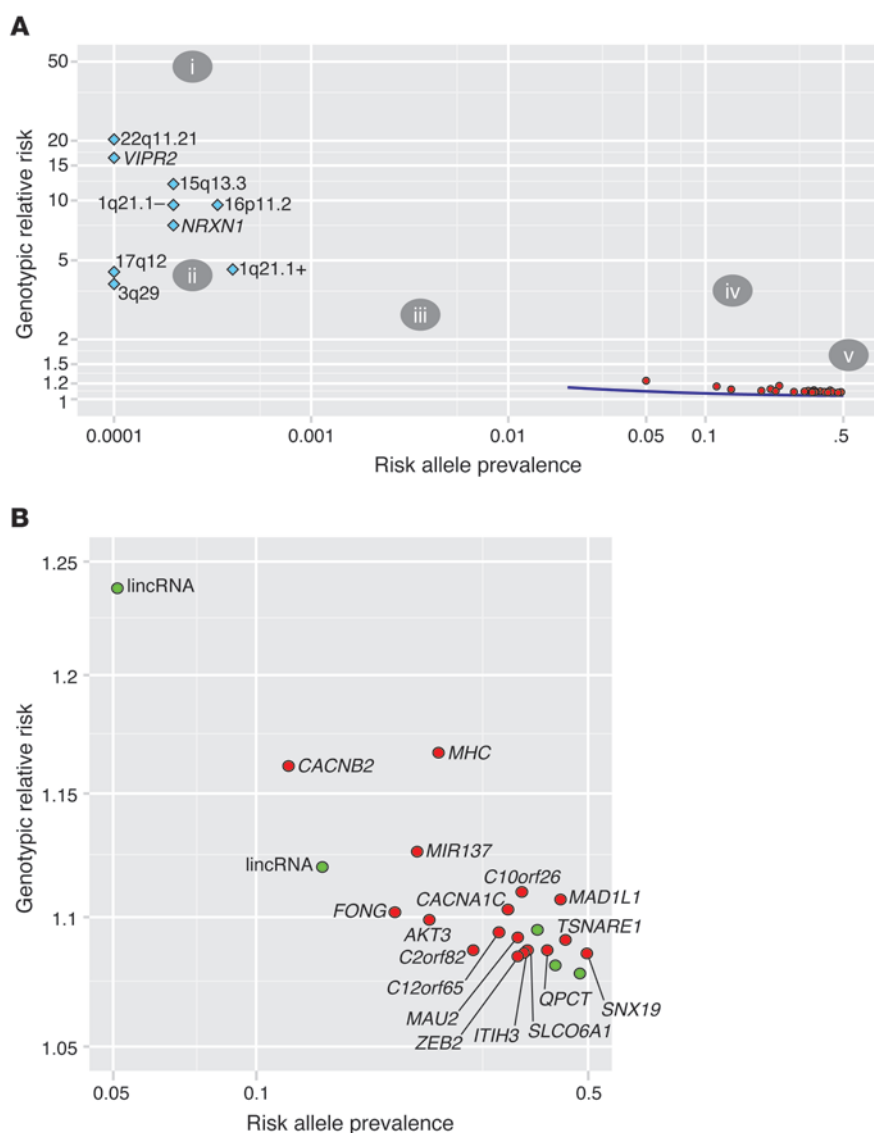 A
Genotypic relative risk
50
20
15
10
5
2
1.5
1.2
1
i
22q11.21
VIPR2
15q13.3
1q21.1–
16p11.2
NRXN1
17q12
ii
1q21.1+
3q29
iii
iv
v
0.0001
0.001
0.01
0.05
0.1
.5
Risk allele prevalence
B
Genotypic relative risk
1.25
1.2
1.15
1.1
1.05
lincRNA
CACNB2
MHC
lincRNA
MIR137
C10orf26
FONG
CACNA1C
MAD1L1
AKT3
TSNARE1
C2orf82
C12orf65
QPCT
MAU2
SNX19
ZEB2
ITIH3
SLCO6A1
0.05
0.1
0.5
Risk allele prevalence